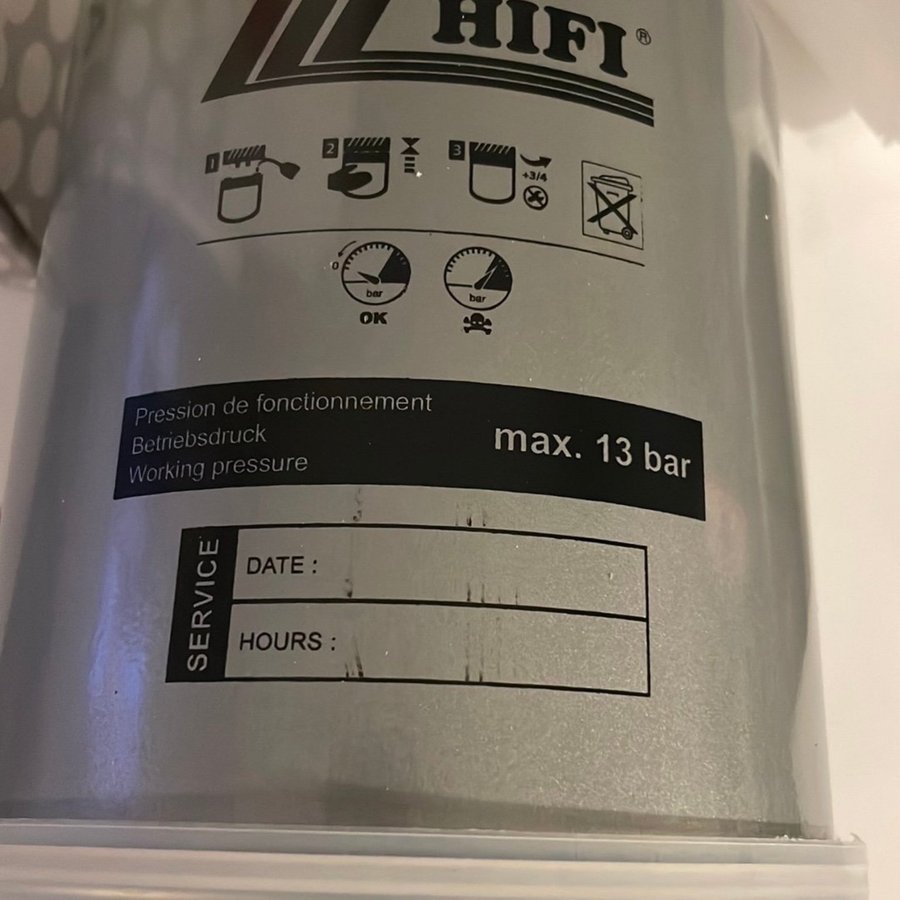 HIFI®
1 2 3
+3/4
0
bar bar
OK
Pression de fonctionnement
Betriebsdruck
Working pressure
max. 13 bar
SERVICE
DATE :
HOURS :